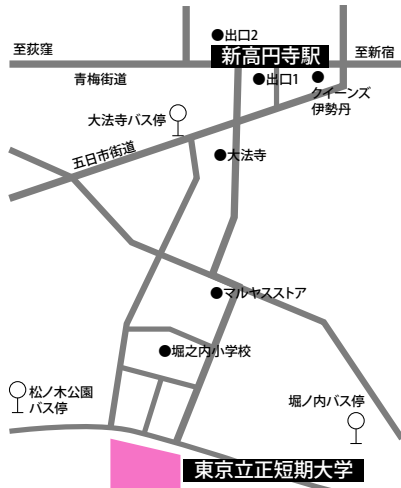 ●出口2
至荻窪
新高円寺駅
至新宿
青梅街道
●出口1
●
クイーンズ
伊勢丹
大法寺バス停
五日市街道
●大法寺
●マルヤスストア
●堀之内小学校
松ノ木公園
バス停
堀ノ内バス停
東京立正短期大学